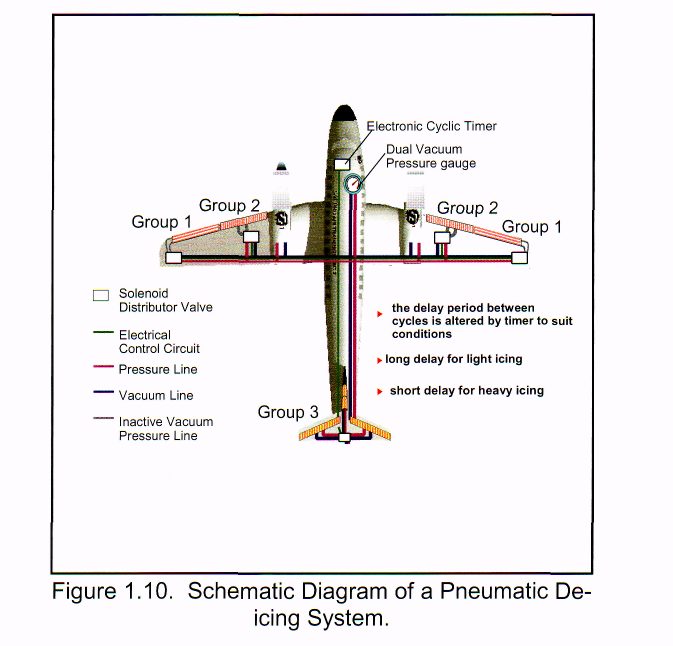 Electronic Cyclic Timer
Dual Vacuum
Pressure gauge
Group 1
Group 2
Group 2
Group 1
Solenoid
Distributor Valve
Electrical
Control Circuit
Pressure Line
Vacuum Line
Inactive Vacuum
Pressure Line
the delay period between
cycles is altered by timer to suit
conditions
long delay for light icing
short delay for heavy icing
Group 3
Figure 1.10. Schematic Diagram of a Pneumatic De-
icing System.